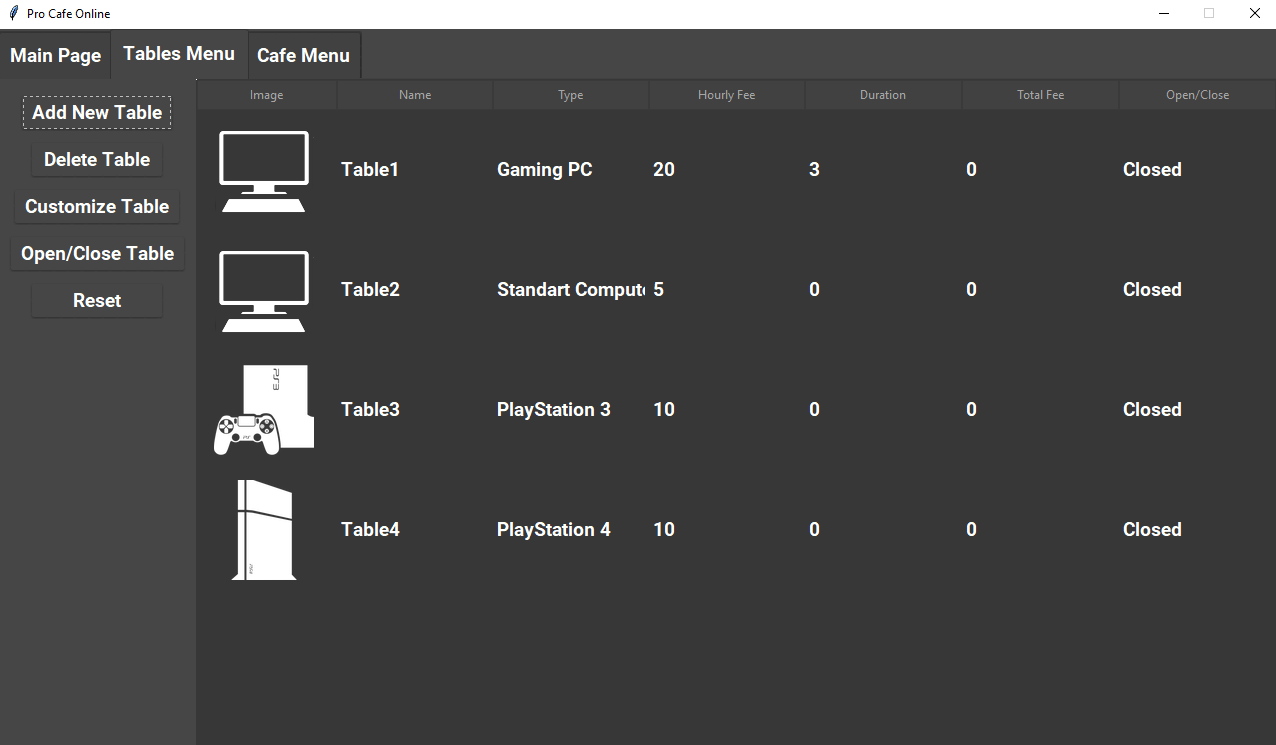 Pro Cafe Online
Main Page Tables Menu Cafe Menu
Add New Table
Delete Table
Customize Table
Open/Close Table
Reset
Image Name Type Hourly Fee Duration Total Fee Open/Close
Table1 Gaming PC 20 3 0 Closed
Table2 Standart Compute 5 0 0 Closed
PS3
Table3 PlayStation 3 10 0 0 Closed
Table4 PlayStation 4 10 0 0 Closed